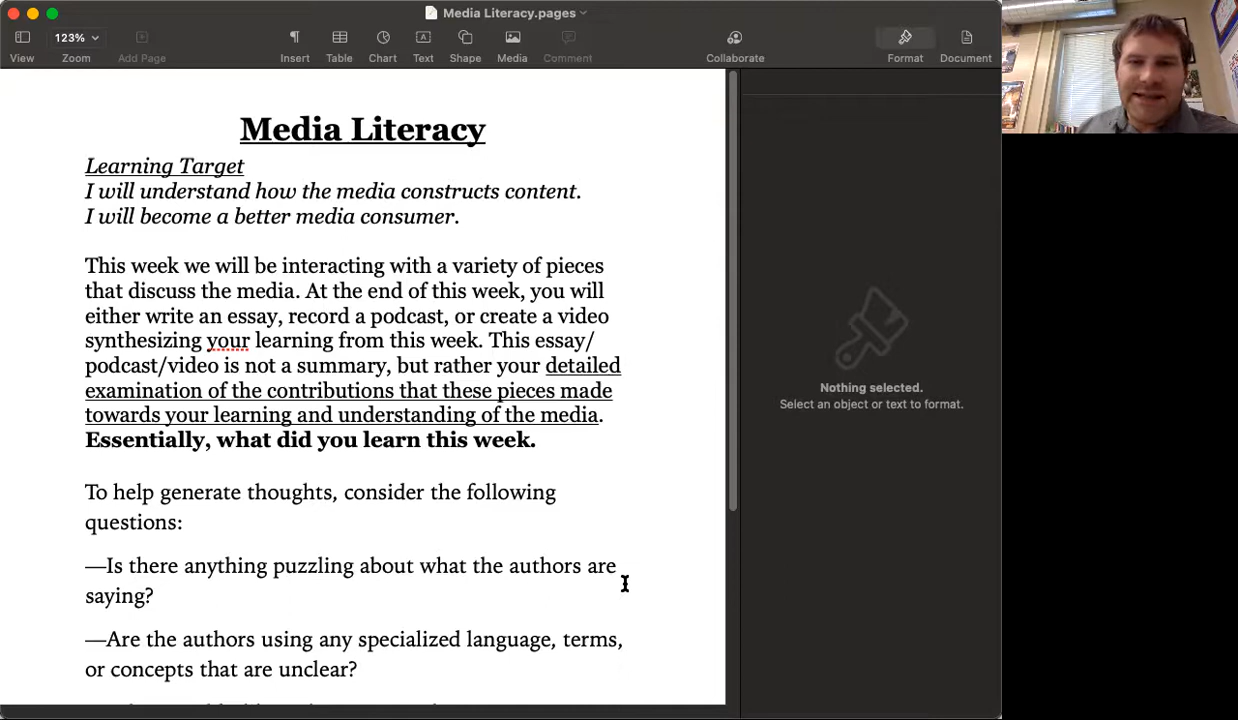 Media Literacy.pages
123%
View
Zoom
Add Page
Insert
Table
Chart
Text
Shape
Media
Comment
Collaborate
Format
Document
Media Literacy
Learning Target
I will understand how the media constructs content.
I will become a better media consumer.
This week we will be interacting with a variety of pieces
that discuss the media. At the end of this week, you will
either write an essay, record a podcast, or create a video
synthesizing your learning from this week. This essay/
podcast/video is not a summary, but rather your detailed
examination of the contributions that these pieces made
towards your learning and understanding of the media.
Essentially, what did you learn this week.
To help generate thoughts, consider the following
questions:
—Is there anything puzzling about what the authors are
saying?
—Are the authors using any specialized language, terms,
or concepts that are unclear?
Nothing selected.
Select an object or text to format.